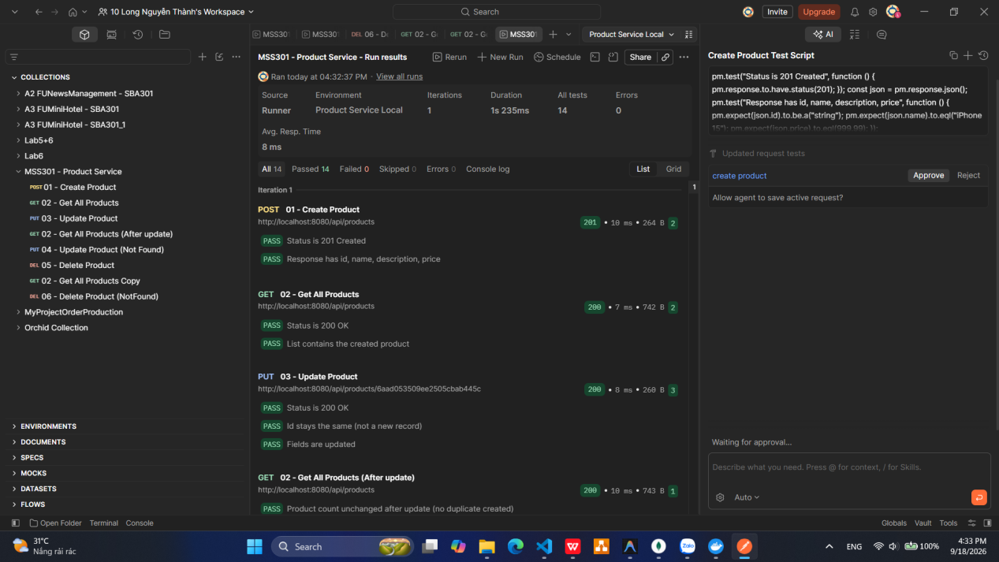 10 Long Nguyễn Thành's Workspace
Search
Invite
Upgrade
MSS30
MSS30
DEL 06 - D
GET 02 - G
GET 02 - G
MSS30
Product Service Local
AI
COLLECTIONS
A2 FUNewsManagement - SBA301
A3 FUMiniHotel - SBA301
A3 FUMiniHotel - SBA301_1
Lab5+6
Lab6
MSS301 - Product Service
POST 01 - Create Product
GET 02 - Get All Products
PUT 03 - Update Product
GET 02 - Get All Products (After update)
PUT 04 - Update Product (Not Found)
DEL 05 - Delete Product
GET 02 - Get All Products Copy
DEL 06 - Delete Product (NotFound)
MyProjectOrderProduction
Orchid Collection
ENVIRONMENTS
DOCUMENTS
SPECS
MOCKS
DATASETS
FLOWS
MSS301 - Product Service - Run results
Rerun
New Run
Schedule
Share
Ran today at 04:32:37 PM · View all runs
Source Environment Iterations Duration All tests Errors
Runner Product Service Local 1 1s 235ms 14 0
Avg. Resp. Time
8 ms
All 14 Passed 14 Failed 0 Skipped 0 Errors 0 Console log List Grid
Iteration 1
1
POST 01 - Create Product
http://localhost:8080/api/products
201 • 10 ms • 264 B 2
PASS Status is 201 Created
PASS Response has id, name, description, price
GET 02 - Get All Products
http://localhost:8080/api/products
200 • 7 ms • 742 B 2
PASS Status is 200 OK
PASS List contains the created product
PUT 03 - Update Product
http://localhost:8080/api/products/6aad053509ee2505cbab445c
200 • 8 ms • 260 B 3
PASS Status is 200 OK
PASS Id stays the same (not a new record)
PASS Fields are updated
GET 02 - Get All Products (After update)
http://localhost:8080/api/products
200 • 10 ms • 743 B 1
PASS Product count unchanged after update (no duplicate created)
Create Product Test Script
pm.test("Status is 201 Created", function () {
pm.response.to.have.status(201); }); const json = pm.response.json();
pm.test("Response has id, name, description, price", function () {
pm.expect(json.id).to.be.a("string"); pm.expect(json.name).to.eql("iPhone
15"); pm.expect(json.price).to.eql(999.99); });
Updated request tests
create product
Approve
Reject
Allow agent to save active request?
Waiting for approval...
Describe what you need. Press @ for context, / for Skills.
Auto
Open Folder
Terminal
Console
Globals
Vault
Tools
31°C
Nắng rải rác
Search
Zalo
ENG
100%
4:33 PM
9/18/2026